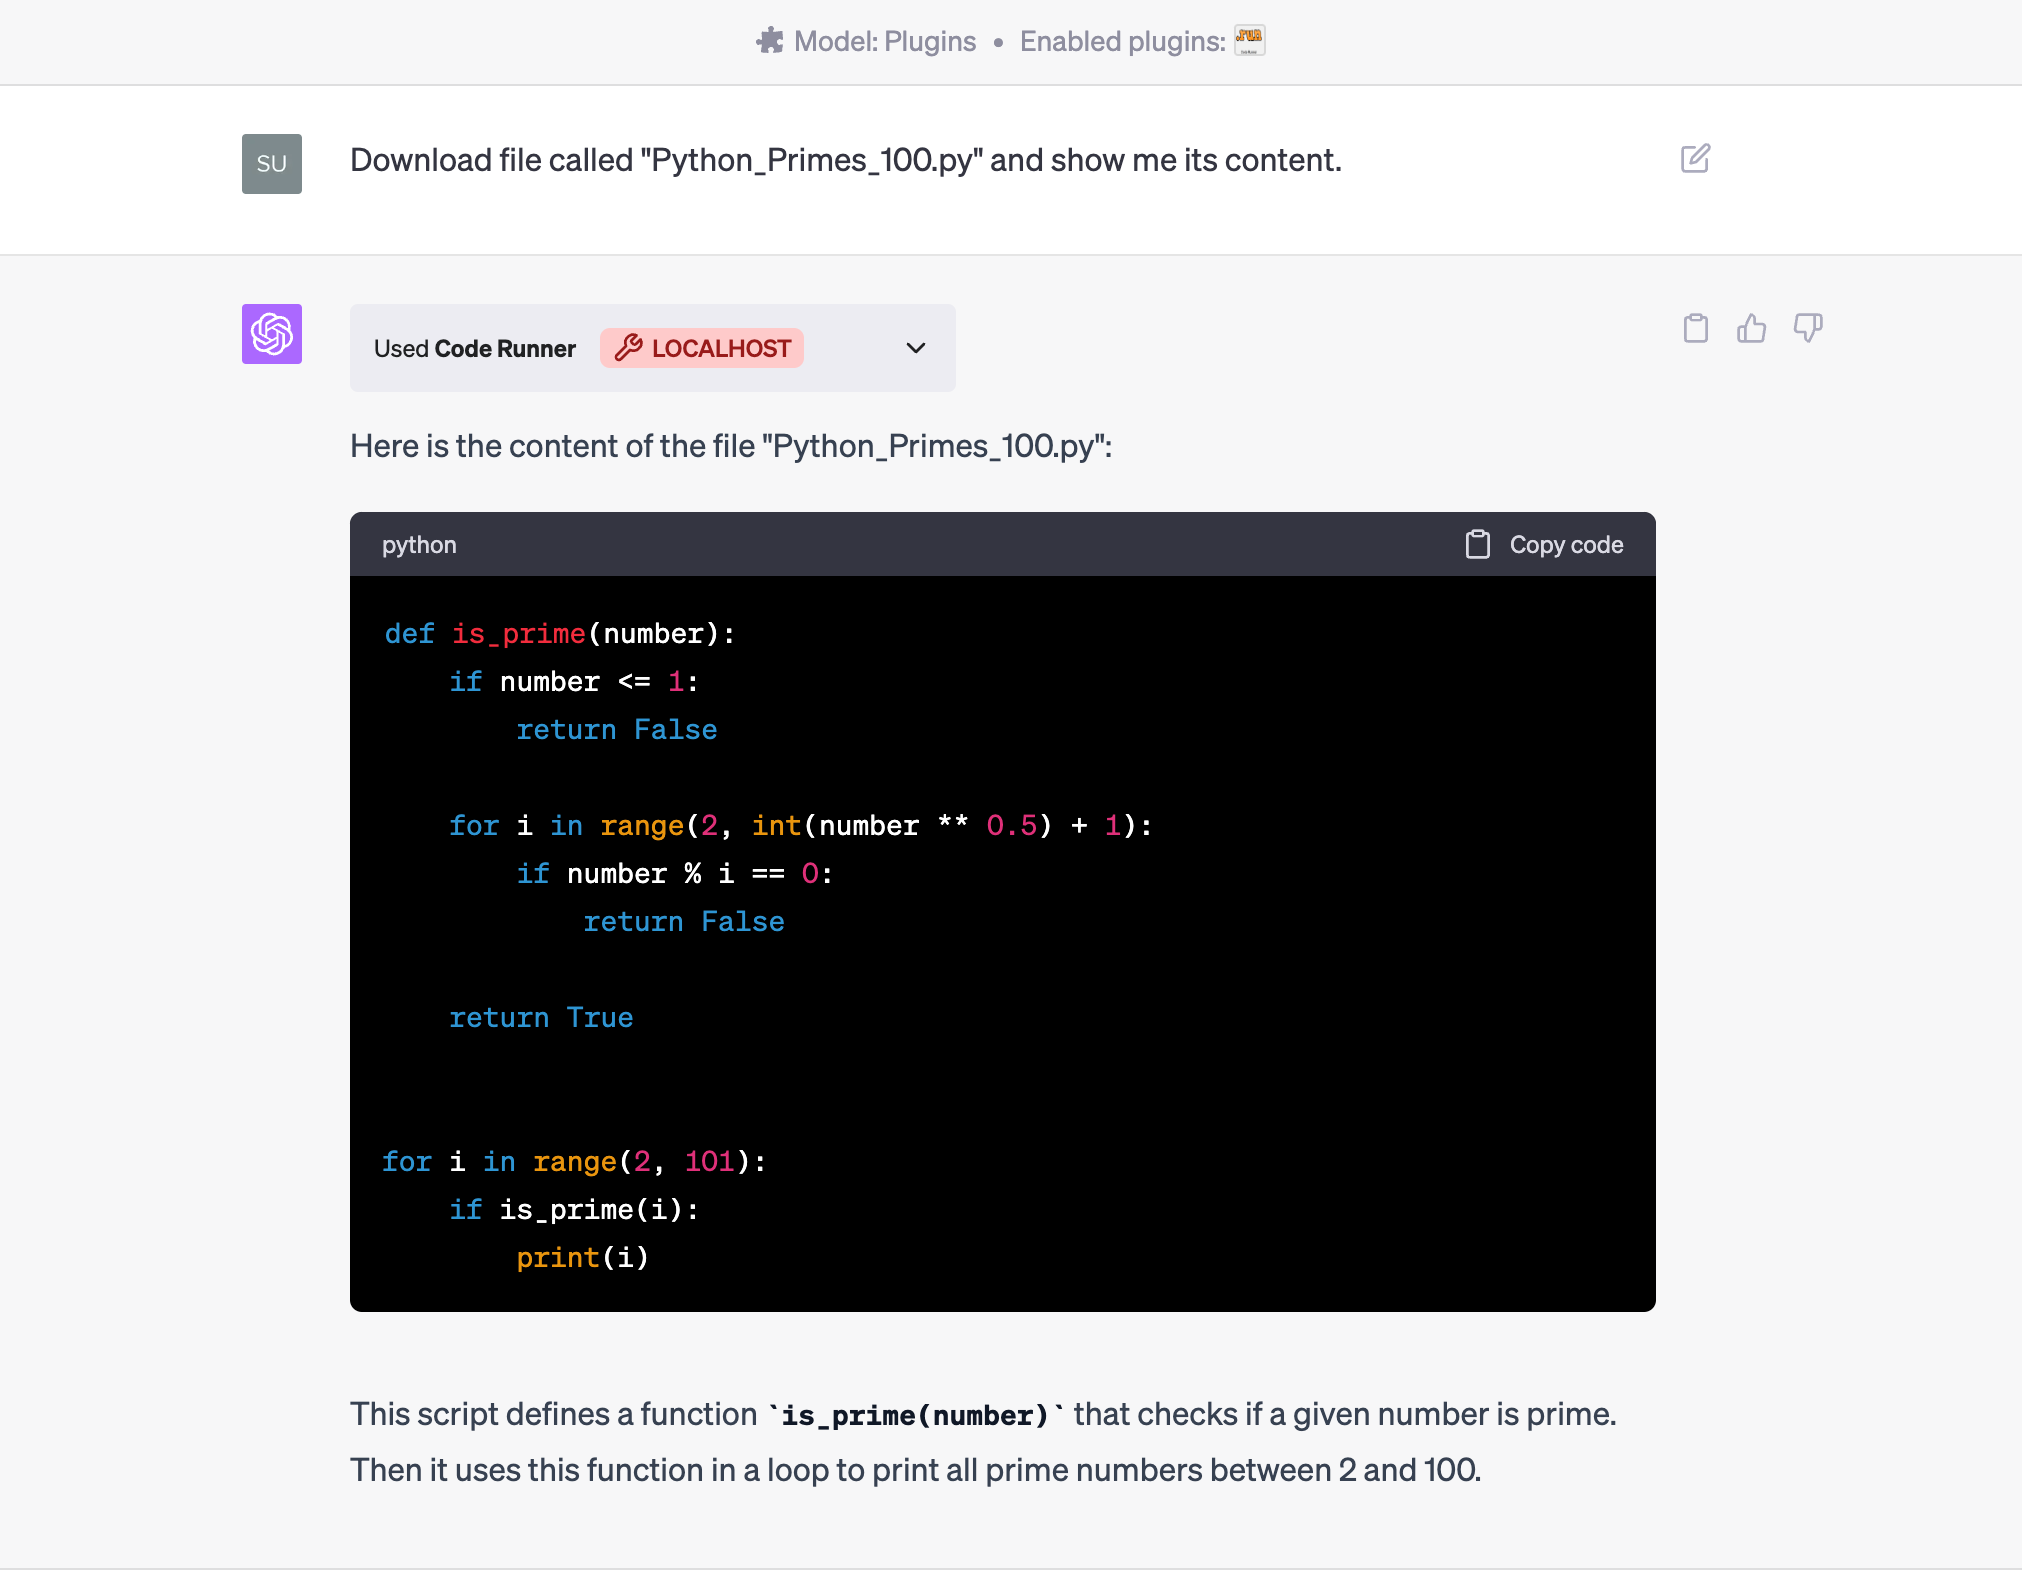 Model: Plugins • Enabled plugins:
SU
Download file called "Python_Primes_100.py" and show me its content.
Used Code Runner LOCALHOST
Here is the content of the file "Python_Primes_100.py":
python Copy code
def is_prime(number):
    if number <= 1:
        return False
    for i in range(2, int(number ** 0.5) + 1):
        if number % i == 0:
            return False
    return True
for i in range(2, 101):
    if is_prime(i):
        print(i)
This script defines a function `is_prime(number)` that checks if a given number is prime.
Then it uses this function in a loop to print all prime numbers between 2 and 100.